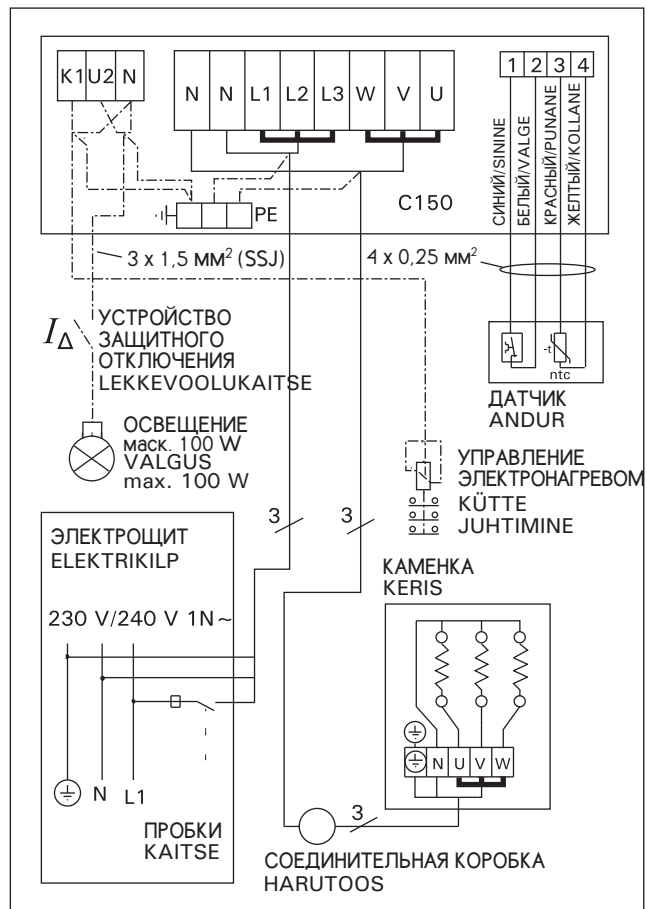 K1 U2 N
N N L1 L2 L3 W V U
1 2 3 4
СИНИЙ/SININE
БЕЛЫЙ/VALGE
КРАСНЫЙ/PUNANE
ЖЕЛТЫЙ/KOLLANE
PE
C150
3 x 1,5 мм² (SSJ)
4 x 0,25 мм²
I∆
УСТРОЙСТВО
ЗАЩИТНОГО
ОТКЛЮЧЕНИЯ
LEKKEVOOLUKAITSE
-t
ntc
ДАТЧИК
ANDUR
ОСВЕЩЕНИЕ
маск. 100 W
VALGUS
max. 100 W
УПРАВЛЕНИЕ
ЭЛЕКТРОНАГРЕВОМ
KÜTTE
JUHTIMINE
3
3
ЭЛЕКТРОЩИТ
ELEKTRIKILP
230 V/240 V 1N~
N L1
ПРОБКИ
KAITSE
КАМЕНКА
KERIS
N U V W
3
СОЕДИНИТЕЛЬНАЯ КОРОБКА
HARUTOOS